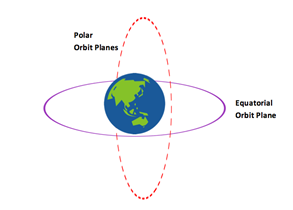 Polar
Orbit Planes
Equatorial
Orbit Plane